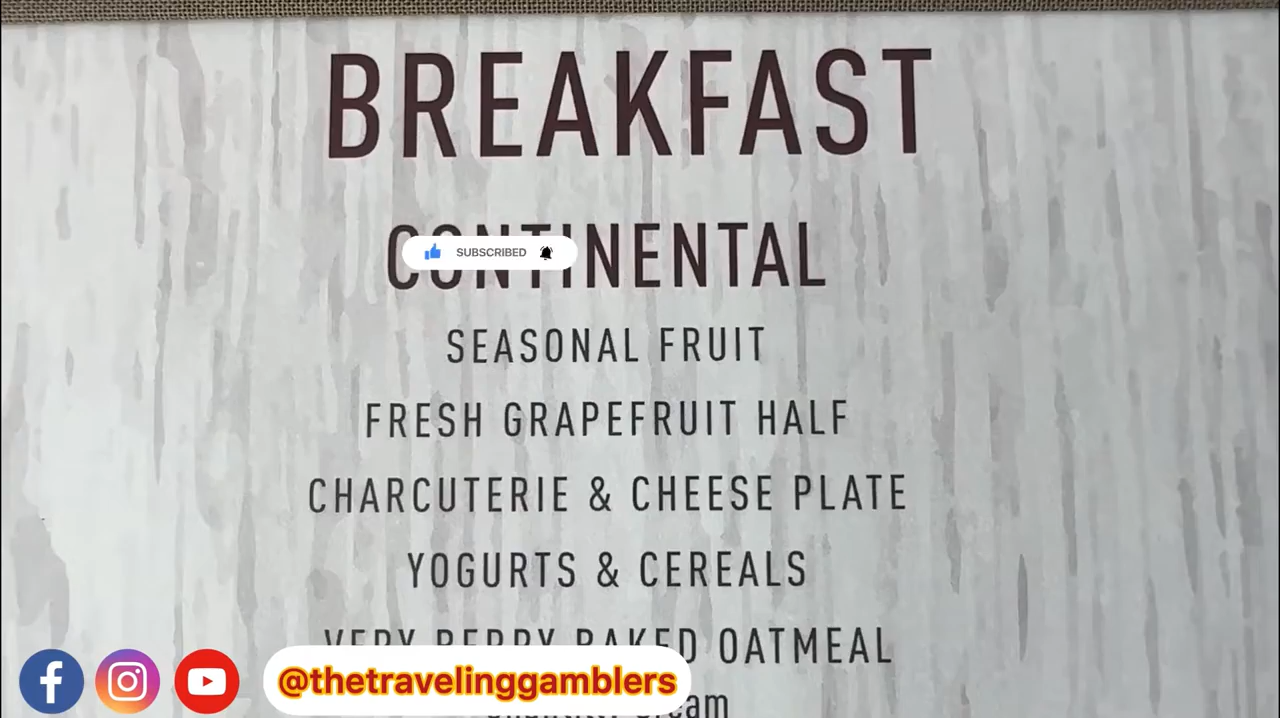 BREAKFAST
CONTINENTAL
SUBSCRIBED
SEASONAL FRUIT
FRESH GRAPEFRUIT HALF
CHARCUTERIE & CHEESE PLATE
YOGURTS & CEREALS
VERY BERRY BAKED OATMEAL
@thetravelinggamblers